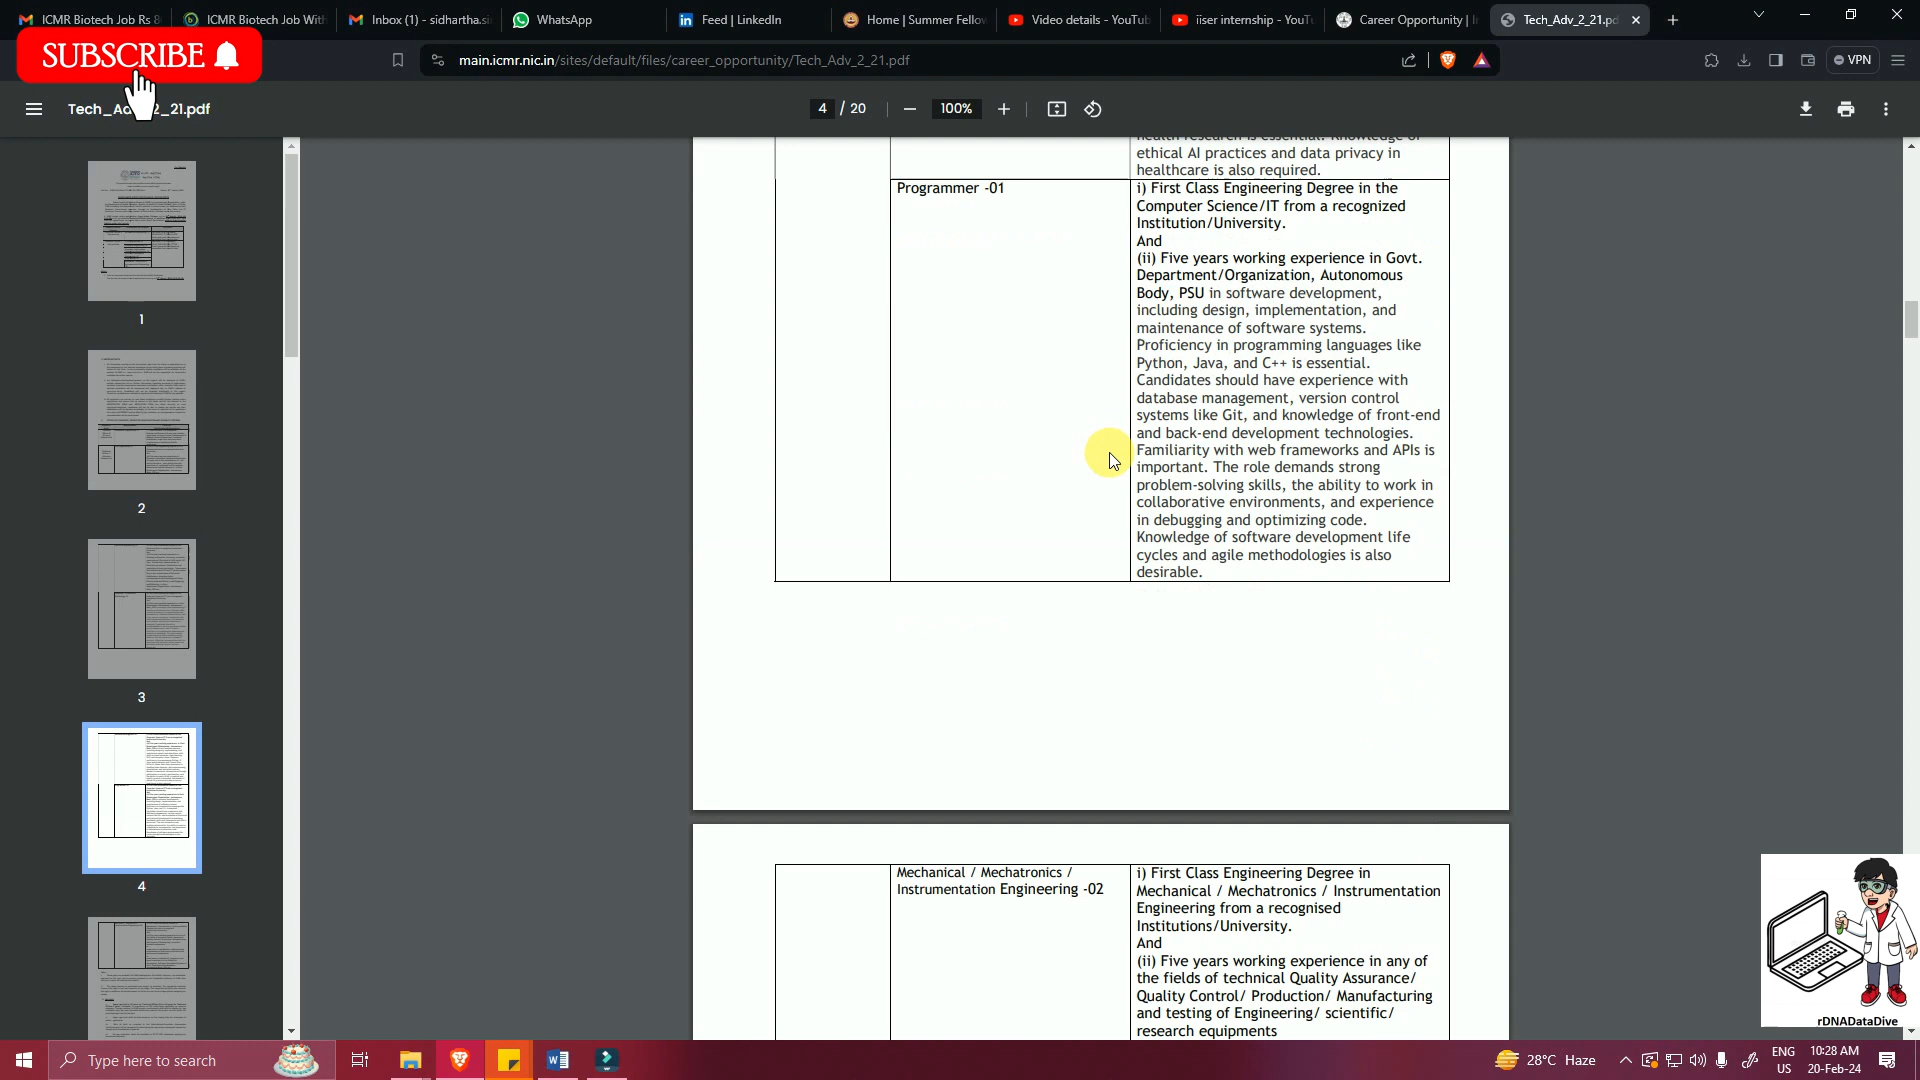 ICMR Biotech Job Rs 8
ICMR Biotech Job With
Inbox (1) - sidhartha.si
WhatsApp
Feed | LinkedIn
Home | Summer Fellow
Video details - YouTub
iiser internship - YouTu
Career Opportunity | I
Tech_Adv_2_21.pd
SUBSCRIBE
main.icmr.nic.in/sites/default/files/career_opportunity/Tech_Adv_2_21.pdf
VPN
Tech_Ad 2_21.pdf
4 / 20
100%
1
2
3
4
ethical AI practices and data privacy in
healthcare is also required.
Programmer -01
i) First Class Engineering Degree in the
Computer Science/IT from a recognized
Institution/University.
And
(ii) Five years working experience in Govt.
Department/Organization, Autonomous
Body, PSU in software development,
including design, implementation, and
maintenance of software systems.
Proficiency in programming languages like
Python, Java, and C++ is essential.
Candidates should have experience with
database management, version control
systems like Git, and knowledge of front-end
and back-end development technologies.
Familiarity with web frameworks and APIs is
important. The role demands strong
problem-solving skills, the ability to work in
collaborative environments, and experience
in debugging and optimizing code.
Knowledge of software development life
cycles and agile methodologies is also
desirable.
Mechanical / Mechatronics /
Instrumentation Engineering -02
i) First Class Engineering Degree in
Mechanical / Mechatronics / Instrumentation
Engineering from a recognised
Institutions/University.
And
(ii) Five years working experience in any of
the fields of technical Quality Assurance/
Quality Control/ Production/ Manufacturing
and testing of Engineering/ scientific/
research equipments
rDNADataDive
Type here to search
28°C Haze
ENG
US
10:28 AM
20-Feb-24